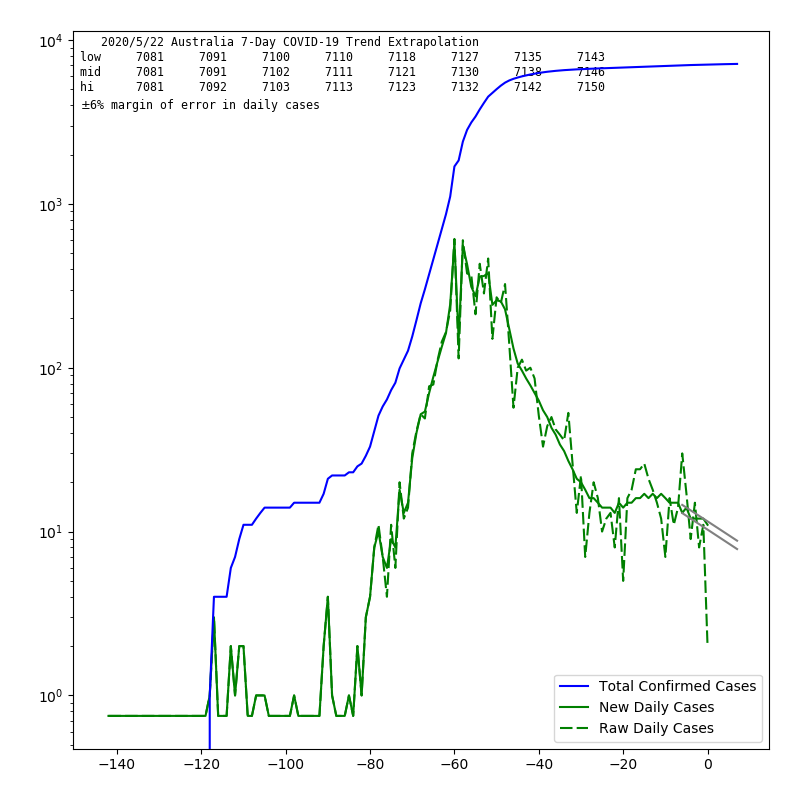 2020/5/22 Australia 7-Day COVID-19 Trend Extrapolation
low 7081 7091 7100 7110 7118 7127 7135 7143
mid 7081 7091 7102 7111 7121 7130 7138 7146
hi 7081 7092 7103 7113 7123 7132 7142 7150
±6% margin of error in daily cases
10⁴
10³
10²
10¹
10⁰
−140 −120 −100 −80 −60 −40 −20 0
Total Confirmed Cases
New Daily Cases
Raw Daily Cases